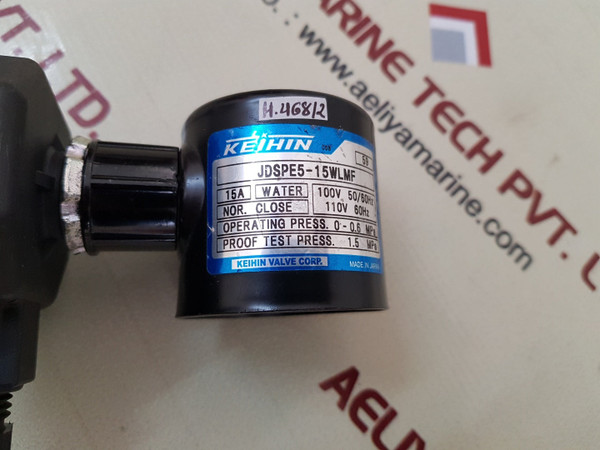 H.468/2
KEIHIN
JDSPE5-15WLMF
15A WATER 100V 50/60Hz
NOR. CLOSE 110V 60Hz
OPERATING PRESS. 0-0.6 MPa
PROOF TEST PRESS. 1.5 MPa
KEIHIN VALVE CORP. MADE IN JAPAN
MARINE TECH PVT. L
www.aeliyamarine.com
T. LTD.
AELIY